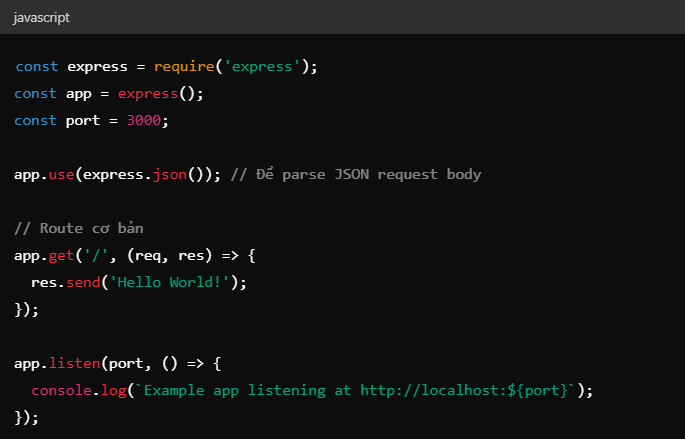 javascript
const express = require('express');
const app = express();
const port = 3000;
app.use(express.json()); // Để parse JSON request body
// Route cơ bản
app.get('/', (req, res) => {
  res.send('Hello World!');
});
app.listen(port, () => {
  console.log(`Example app listening at http://localhost:${port}`);
});